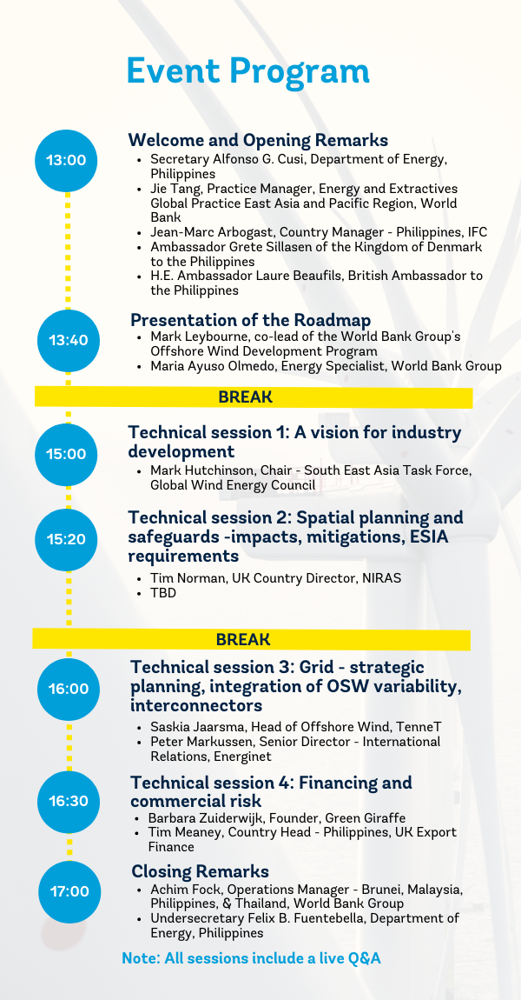 Event Program
13:00
Welcome and Opening Remarks
• Secretary Alfonso G. Cusi, Department of Energy,
Philippines
• Jie Tang, Practice Manager, Energy and Extractives
Global Practice East Asia and Pacific Region, World
Bank
• Jean-Marc Arbogast, Country Manager - Philippines, IFC
• Ambassador Grete Sillasen of the Kingdom of Denmark
to the Philippines
• H.E. Ambassador Laure Beaufils, British Ambassador to
the Philippines
13:40
Presentation of the Roadmap
• Mark Leybourne, co-lead of the World Bank Group's
Offshore Wind Development Program
• Maria Ayuso Olmedo, Energy Specialist, World Bank Group
BREAK
15:00
Technical session 1: A vision for industry
development
• Mark Hutchinson, Chair - South East Asia Task Force,
Global Wind Energy Council
15:20
Technical session 2: Spatial planning and
safeguards -impacts, mitigations, ESIA
requirements
• Tim Norman, UK Country Director, NIRAS
• TBD
BREAK
16:00
Technical session 3: Grid - strategic
planning, integration of OSW variability,
interconnectors
• Saskia Jaarsma, Head of Offshore Wind, TenneT
• Peter Markussen, Senior Director - International
Relations, Energinet
16:30
Technical session 4: Financing and
commercial risk
• Barbara Zuiderwijk, Founder, Green Giraffe
• Tim Meaney, Country Head - Philippines, UK Export
Finance
17:00
Closing Remarks
• Achim Fock, Operations Manager - Brunei, Malaysia,
Philippines, & Thailand, World Bank Group
• Undersecretary Felix B. Fuentebella, Department of
Energy, Philippines
Note: All sessions include a live Q&A